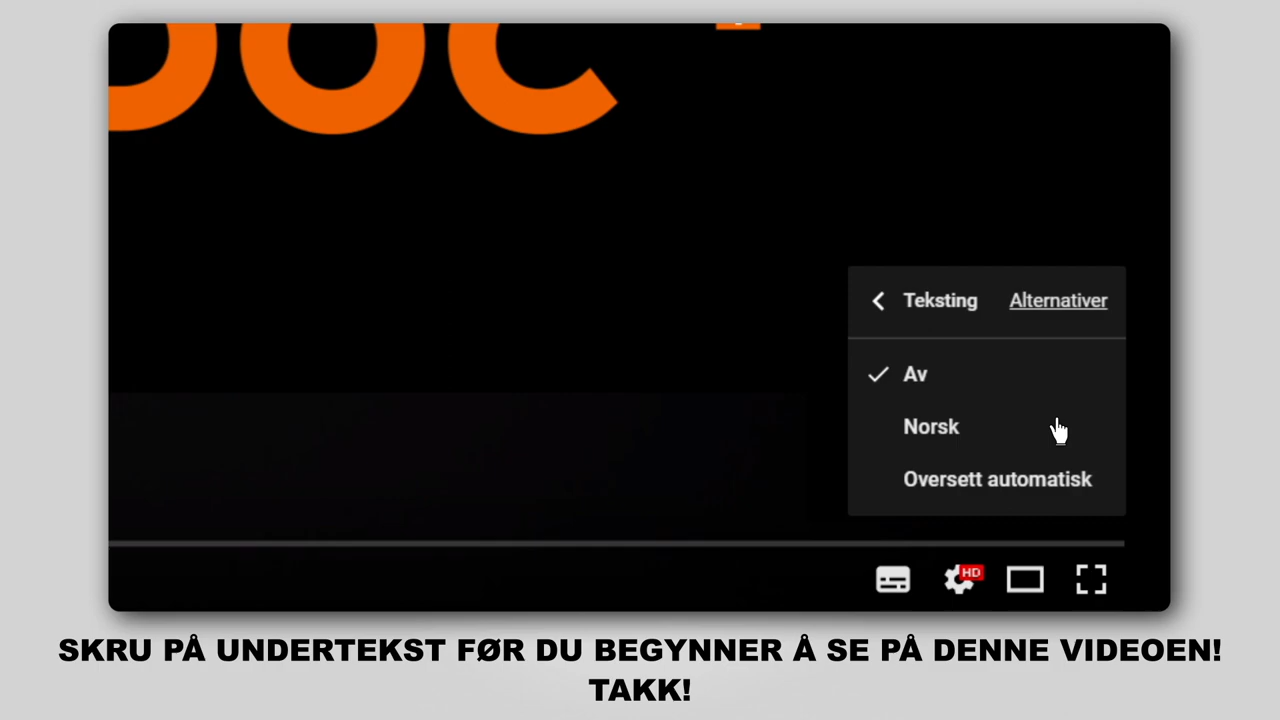 Teksting Alternativer
Av
Norsk
Oversett automatisk
HD
SKRU PÅ UNDERTEKST FØR DU BEGYNNER Å SE PÅ DENNE VIDEOEN!
TAKK!